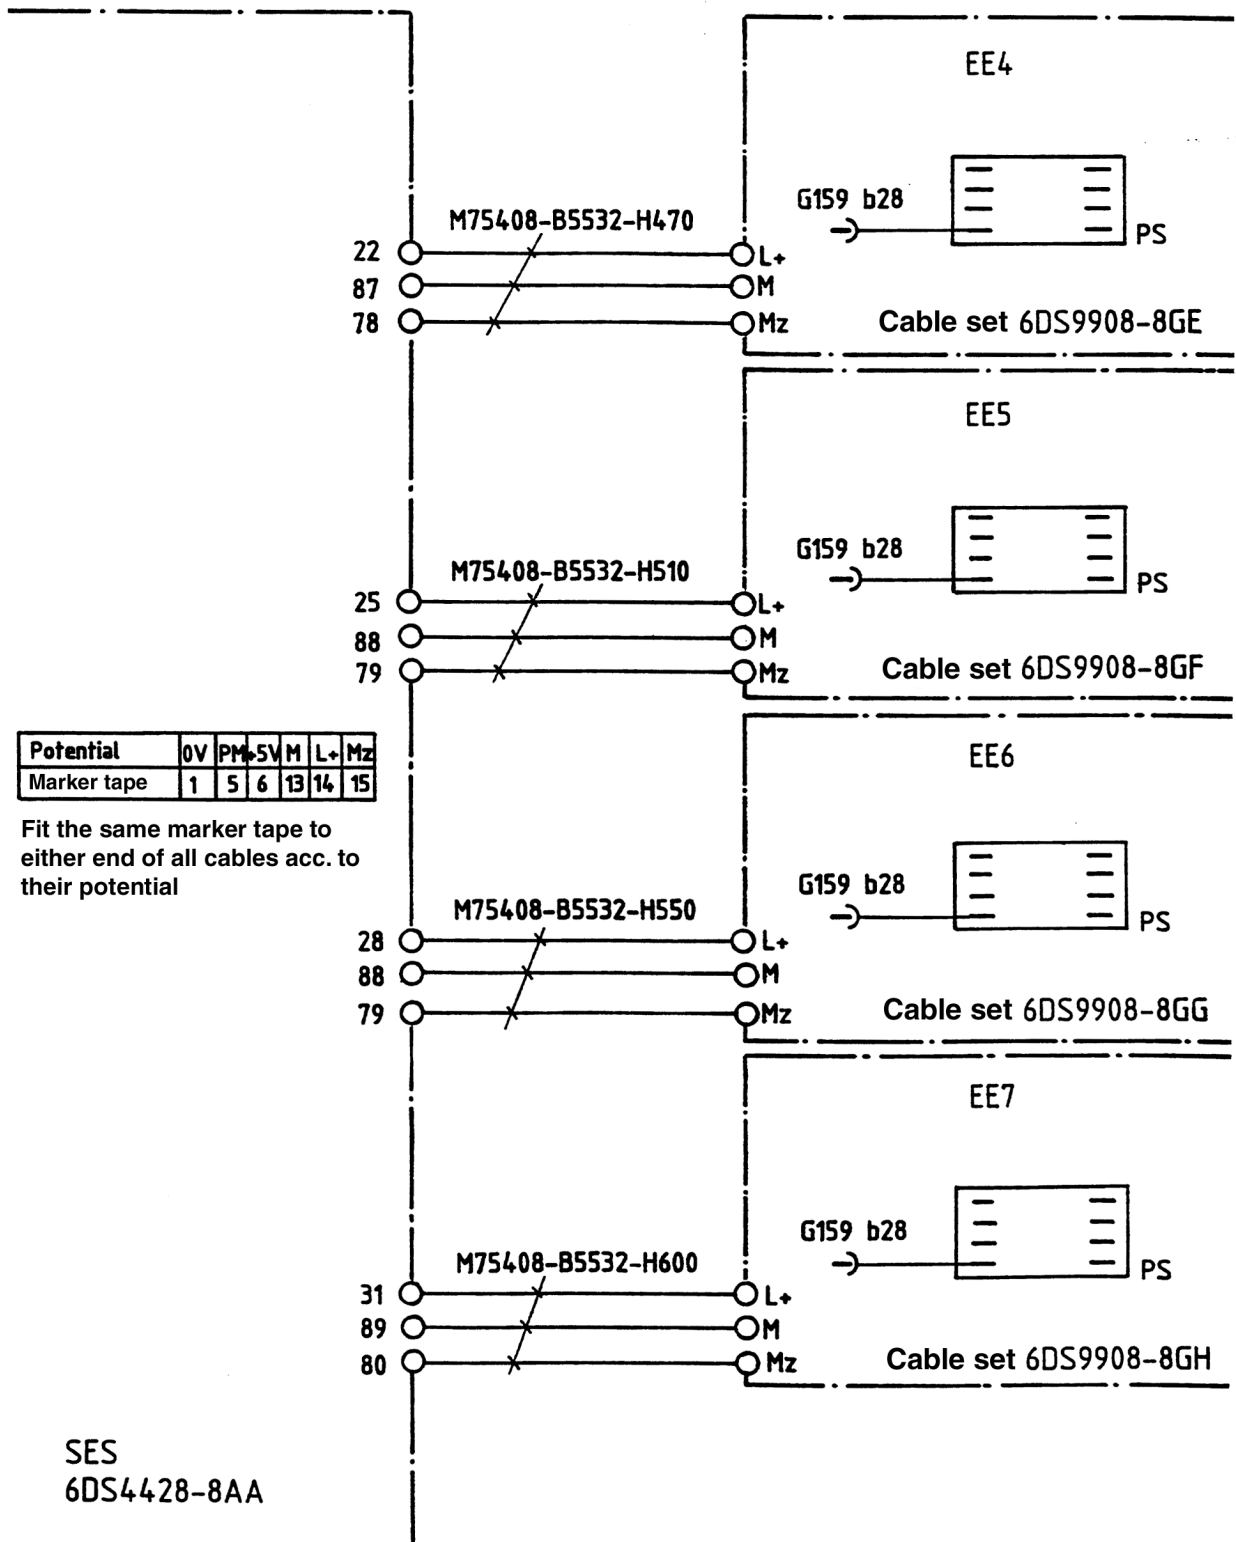 EE4
G159 b28
PS
M75408-B5532-H470
22 L+
87 M
78 Mz
Cable set 6DS9908-8GE
EE5
G159 b28
PS
M75408-B5532-H510
25 L+
88 M
79 Mz
Cable set 6DS9908-8GF
Potential 0V PM +5V M L+ Mz
Marker tape 1 5 6 13 14 15
Fit the same marker tape to
either end of all cables acc. to
their potential
EE6
G159 b28
PS
M75408-B5532-H550
28 L+
88 M
79 Mz
Cable set 6DS9908-8GG
EE7
G159 b28
PS
M75408-B5532-H600
31 L+
89 M
80 Mz
Cable set 6DS9908-8GH
SES
6DS4428-8AA